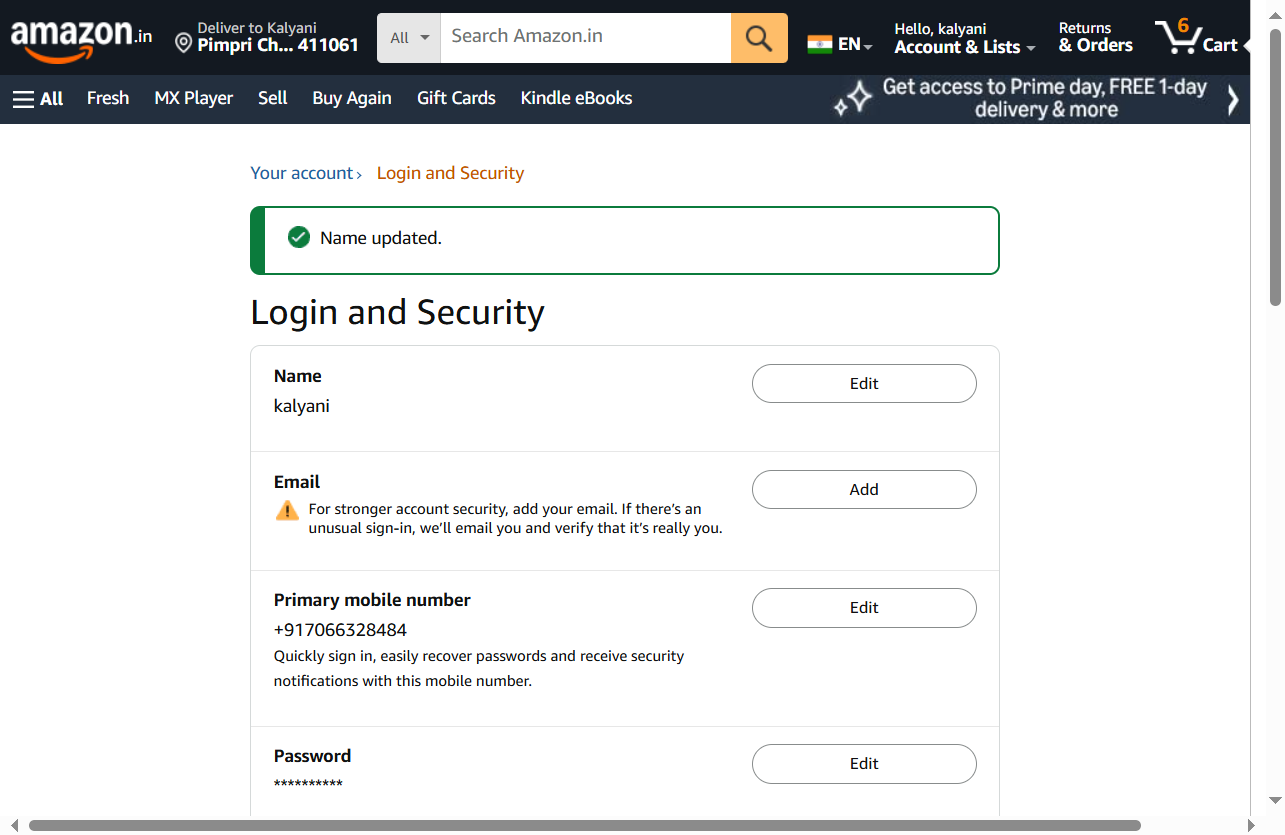 amazon.in
Deliver to Kalyani
Pimpri Ch... 411061
All
Search Amazon.in
EN
Hello, kalyani
Account & Lists
Returns
& Orders
6
Cart
All
Fresh
MX Player
Sell
Buy Again
Gift Cards
Kindle eBooks
Get access to Prime day, FREE 1-day
delivery & more
Your account › Login and Security
Name updated.
Login and Security
Name
kalyani
Edit
Email
For stronger account security, add your email. If there’s an
unusual sign-in, we’ll email you and verify that it’s really you.
Add
Primary mobile number
+917066328484
Quickly sign in, easily recover passwords and receive security
notifications with this mobile number.
Edit
Password
**********
Edit